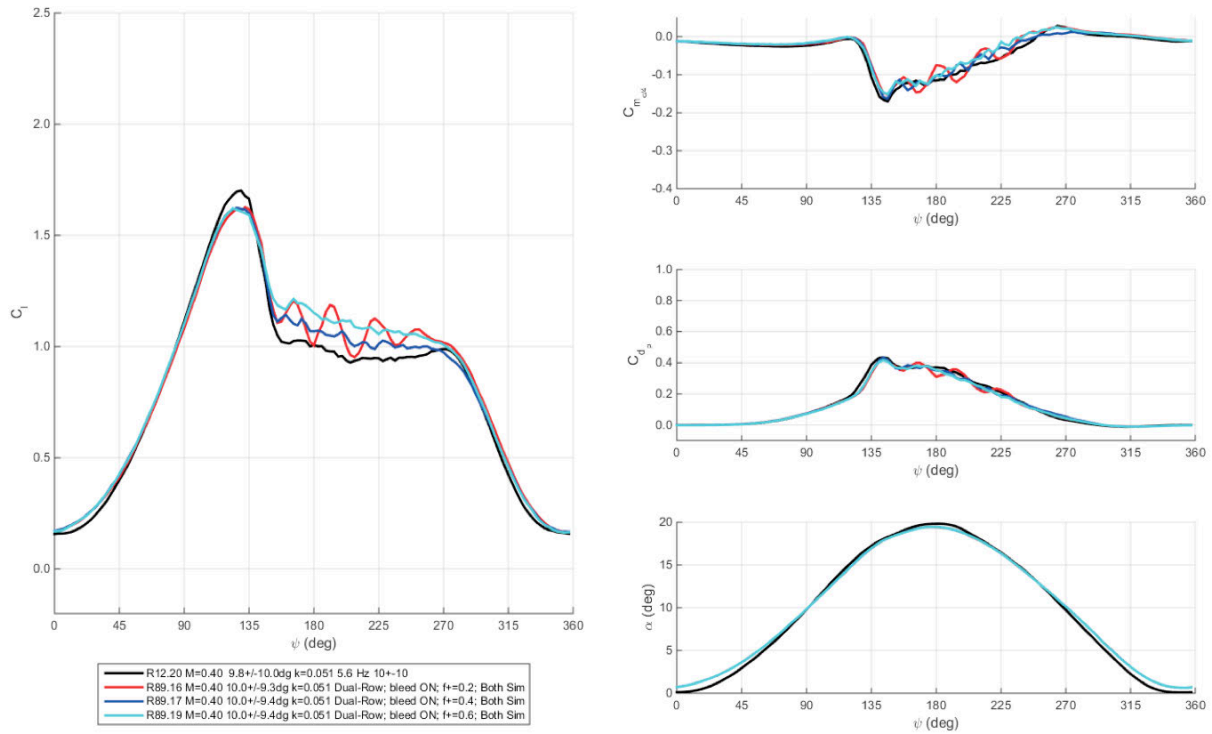 2.5
2.0
1.5
1.0
0.5
0.0
C_l
0 45 90 135 180 225 270 315 360
ψ (deg)
R12.20 M=0.40 9.8+/-10.0dg k=0.051 5.6 Hz 10+-10
R89.16 M=0.40 10.0+/-9.3dg k=0.051 Dual-Row; bleed ON; f+=0.2; Both Sim
R89.17 M=0.40 10.0+/-9.4dg k=0.051 Dual-Row; bleed ON; f+=0.4; Both Sim
R89.19 M=0.40 10.0+/-9.4dg k=0.051 Dual-Row; bleed ON; f+=0.6; Both Sim
0.0
-0.1
-0.2
-0.3
-0.4
C_m
0 45 90 135 180 225 270 315 360
ψ (deg)
1.0
0.8
0.6
0.4
0.2
0.0
C_d_p
0 45 90 135 180 225 270 315 360
ψ (deg)
20
15
10
5
0
α (deg)
0 45 90 135 180 225 270 315 360
ψ (deg)